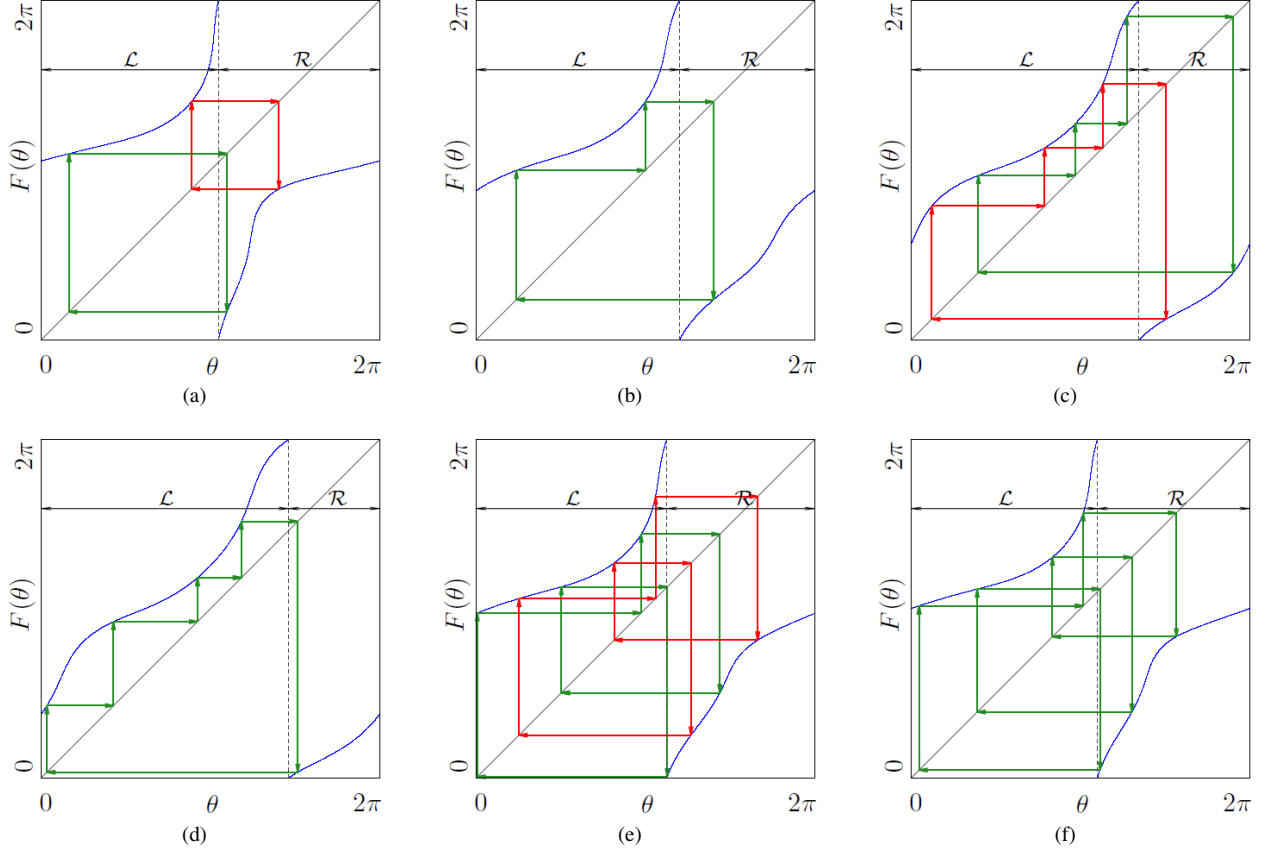 2π 2π 2π
ℒ ℛ ℒ ℛ ℒ ℛ
F(θ) F(θ) F(θ)
0 0 0
0 θ 2π 0 θ 2π 0 θ 2π
(a) (b) (c)
2π 2π 2π
ℒ ℛ ℒ ℛ ℒ ℛ
F(θ) F(θ) F(θ)
0 0 0
0 θ 2π 0 θ 2π 0 θ 2π
(d) (e) (f)